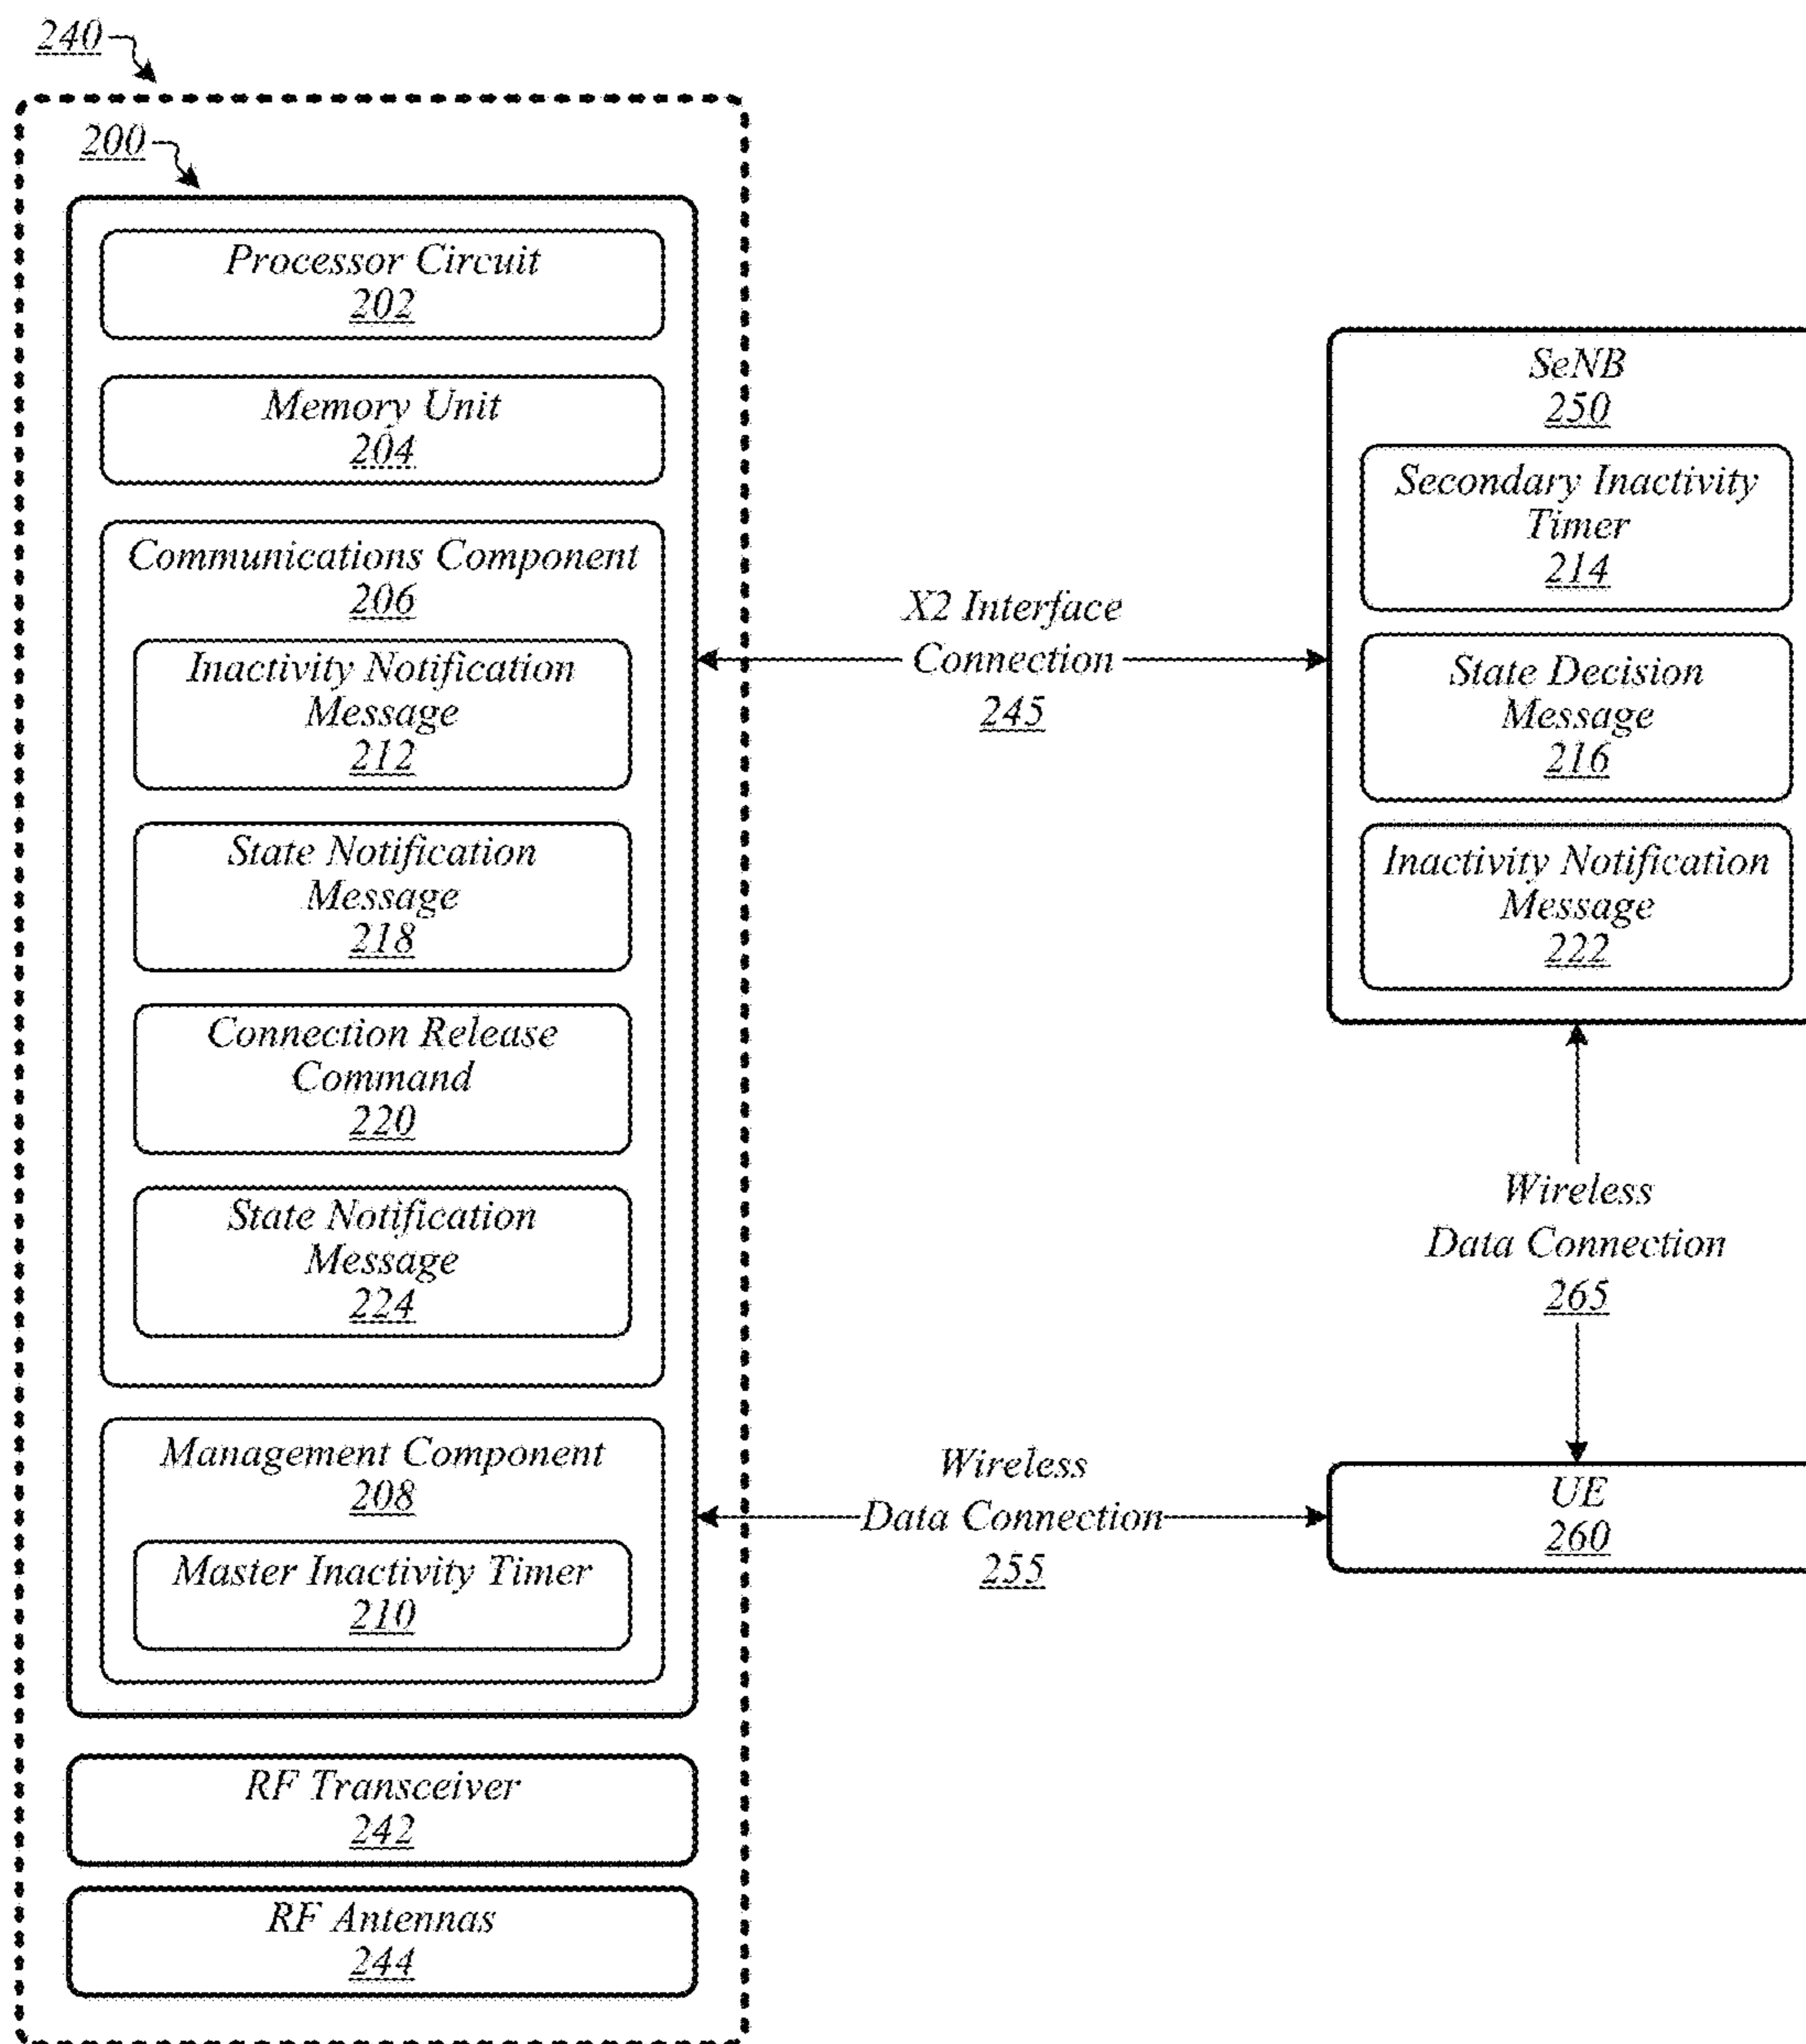 240
200
Processor Circuit
202
Memory Unit
204
Communications Component
206
Inactivity Notification
Message
212
State Notification
Message
218
Connection Release
Command
220
State Notification
Message
224
Management Component
208
Master Inactivity Timer
210
RF Transceiver
242
RF Antennas
244
X2 Interface
Connection
245
Wireless
Data Connection
255
SeNB
250
Secondary Inactivity
Timer
214
State Decision
Message
216
Inactivity Notification
Message
222
Wireless
Data Connection
265
UE
260